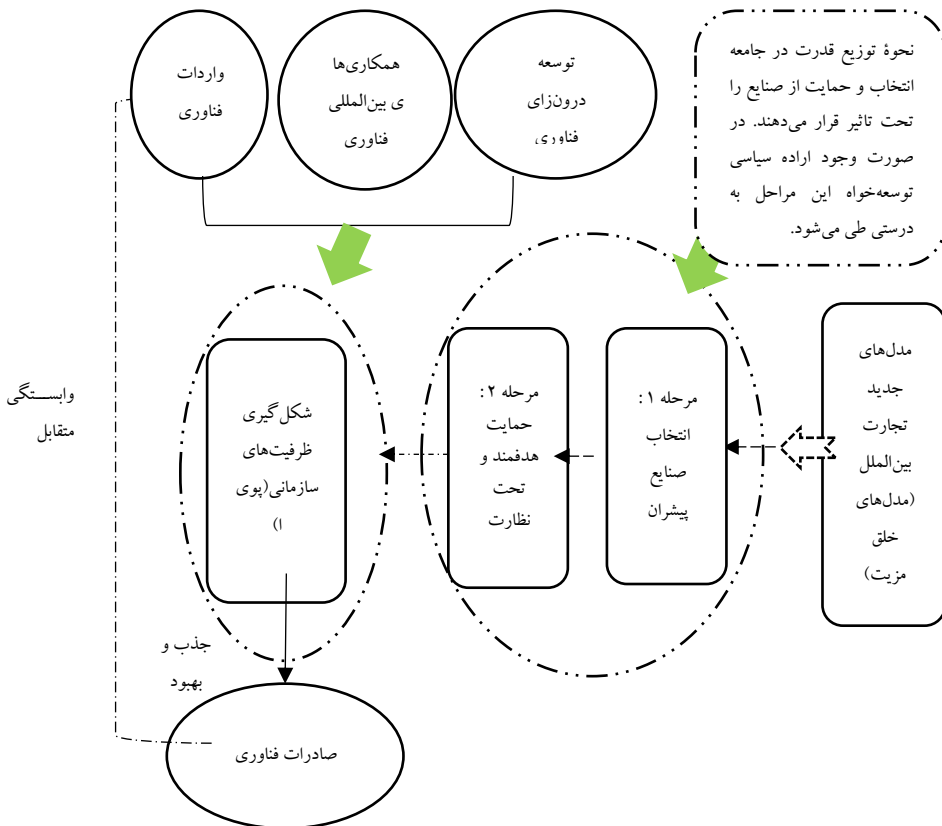 نحوۀ توزیع قدرت در جامعه
انتخاب و حمایت از صنایع را
تحت تاثیر قرار می‌دهند. در
صورت وجود اراده سیاسی
توسعه‌خواه این مراحل به
درستی طی می‌شود.
توسعه
درون‌زای
فناوری
همکاری‌ها
ی بین‌المللی
فناوری
واردات
فناوری
مدل‌های
جدید
تجارت
بین‌الملل
(مدل‌های
خلق
مزیت)
مرحله ۱:
انتخاب
صنایع
پیشران
مرحله ۲:
حمایت
هدفمند و
تحت
نظارت
شکل‌گیری
ظرفیت‌های
سازمانی(پوی
ا)
وابستگی
متقابل
جذب و
بهبود
صادرات فناوری